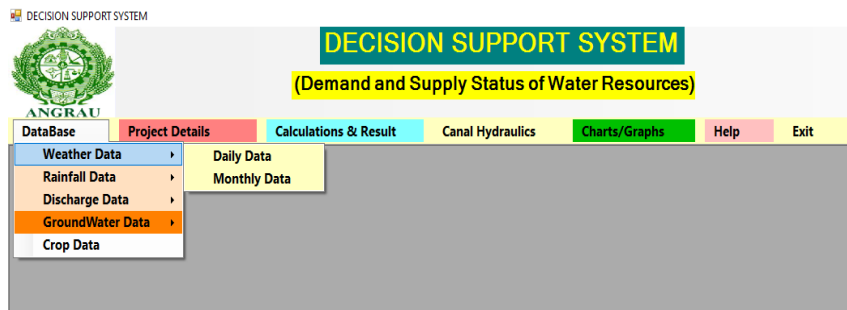 DECISION SUPPORT SYSTEM
DECISION SUPPORT SYSTEM
(Demand and Supply Status of Water Resources)
ANGRAU
DataBase Project Details Calculations & Result Canal Hydraulics Charts/Graphs Help Exit
Weather Data Daily Data
Rainfall Data Monthly Data
Discharge Data
GroundWater Data
Crop Data